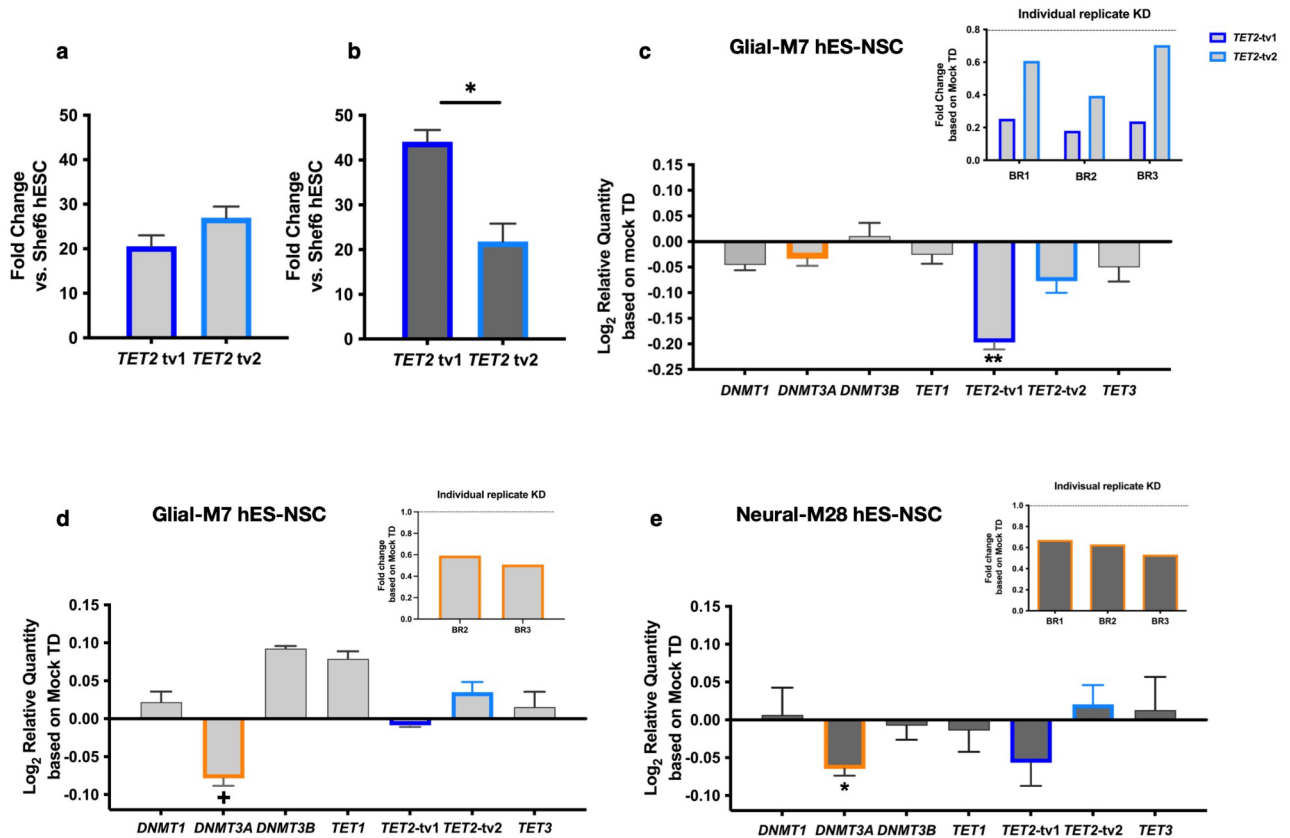 a
Fold Change
vs. Shef6 hESC
50
40
30
20
10
0
TET2 tv1 TET2 tv2
b
*
Fold Change
vs. Shef6 hESC
50
40
30
20
10
0
TET2 tv1 TET2 tv2
c
Glial-M7 hES-NSC
Individual replicate KD
Fold Change
based on Mock TD
0.8
0.6
0.4
0.2
0.0
BR1 BR2 BR3
TET2-tv1
TET2-tv2
Log2 Relative Quantity
based on mock TD
0.15
0.10
0.05
0.00
-0.05
-0.10
-0.15
-0.20
-0.25
**
DNMT1 DNMT3A DNMT3B TET1 TET2-tv1 TET2-tv2 TET3
d
Glial-M7 hES-NSC
Individual replicate KD
Fold change
based on Mock TD
1.0
0.8
0.6
0.4
0.2
0.0
BR2 BR3
Log2 Relative Quantity
based on Mock TD
0.15
0.10
0.05
0.00
-0.05
-0.10
+
DNMT1 DNMT3A DNMT3B TET1 TET2-tv1 TET2-tv2 TET3
e
Neural-M28 hES-NSC
Indivisual replicate KD
Fold change
based on Mock TD
1.0
0.8
0.6
0.4
0.2
0.0
BR1 BR2 BR3
Log2 Relative Quantity
based on Mock TD
0.15
0.10
0.05
0.00
-0.05
-0.10
*
DNMT1 DNMT3A DNMT3B TET1 TET2-tv1 TET2-tv2 TET3